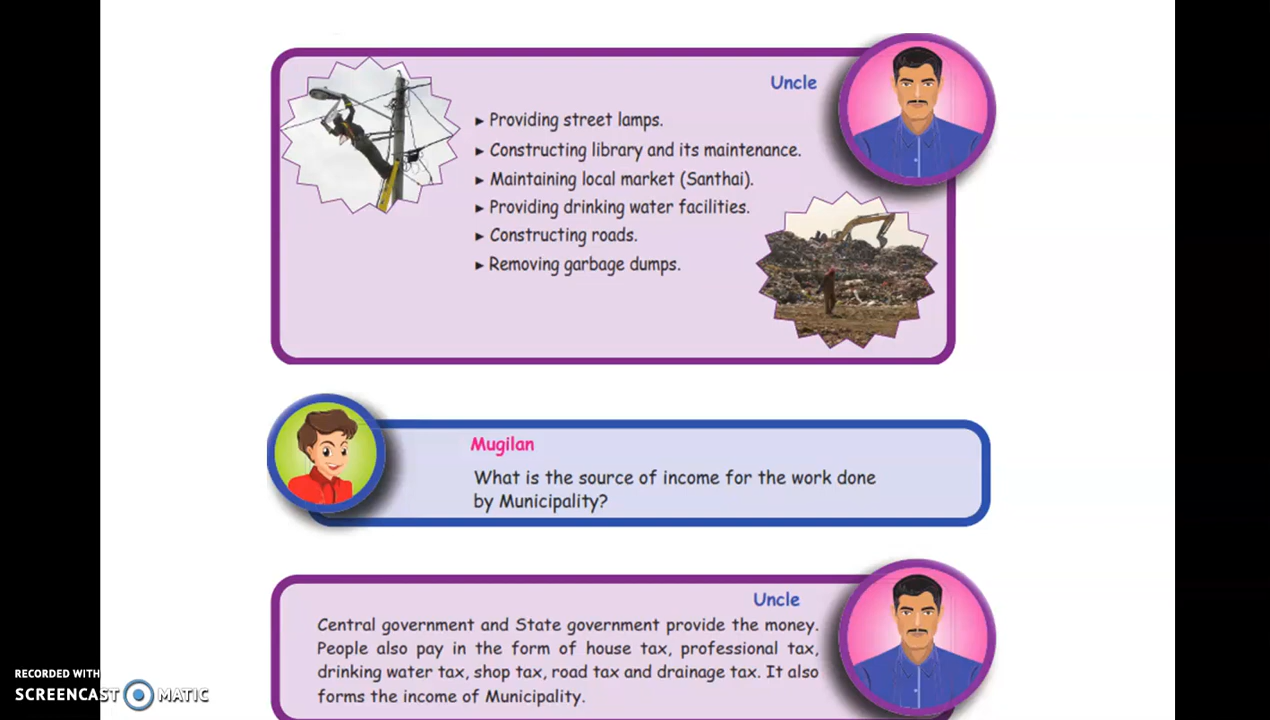 Uncle
► Providing street lamps.
► Constructing library and its maintenance.
► Maintaining local market (Santhai).
► Providing drinking water facilities.
► Constructing roads.
► Removing garbage dumps.
Mugilan
What is the source of income for the work done
by Municipality?
Uncle
Central government and State government provide the money.
People also pay in the form of house tax, professional tax,
drinking water tax, shop tax, road tax and drainage tax. It also
forms the income of Municipality.
RECORDED WITH
SCREENCAST MATIC